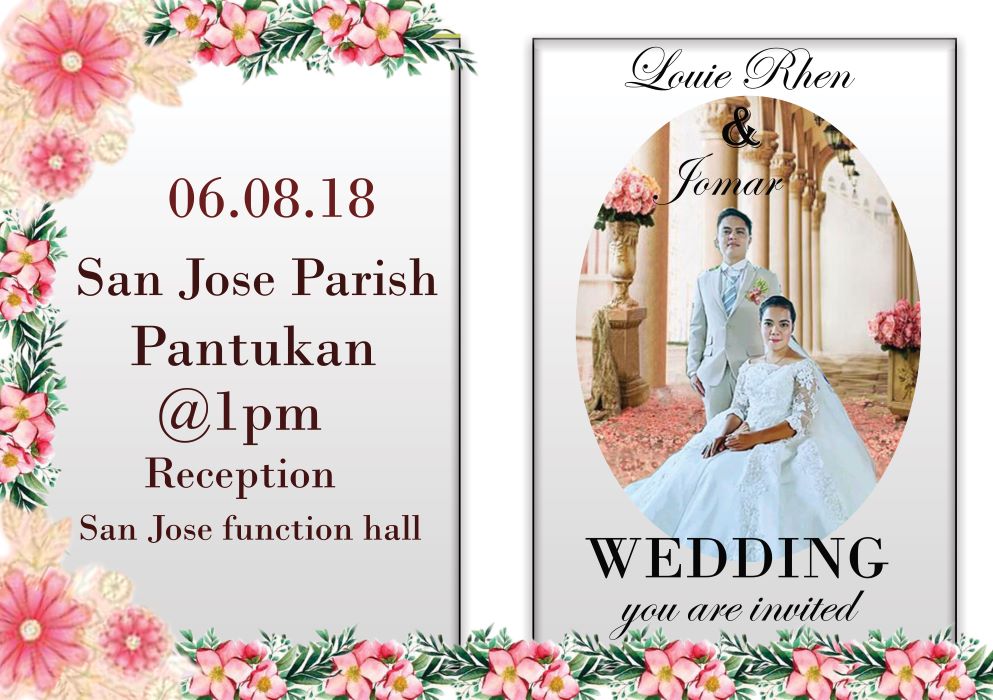 06.08.18
San Jose Parish
Pantukan
@1pm
Reception
San Jose function hall
Louie Rhen
&
Jomar
WEDDING
you are invited